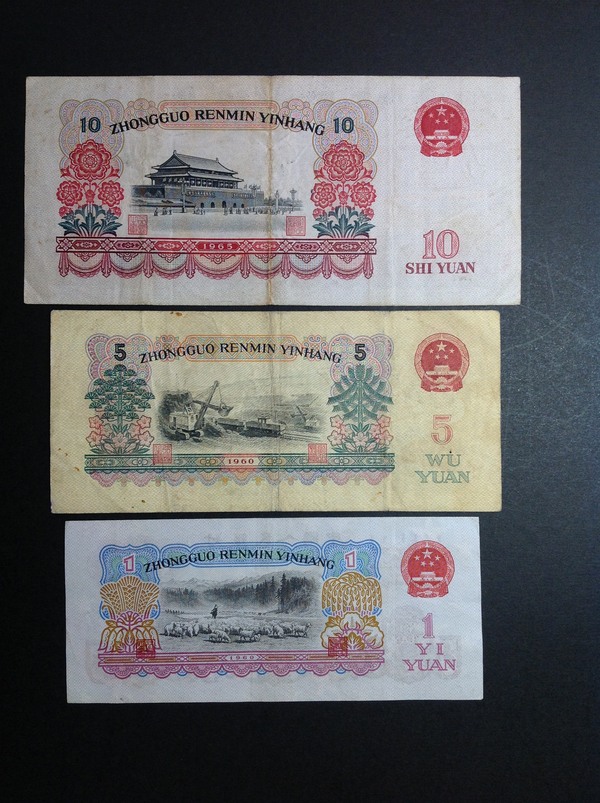 10 ZHONGGUO RENMIN YINHANG 10
1965
10
SHI YUAN
5 ZHONGGUO RENMIN YINHANG 5
1960
5
WU
YUAN
1 ZHONGGUO RENMIN YINHANG 1
1960
1
YI
YUAN